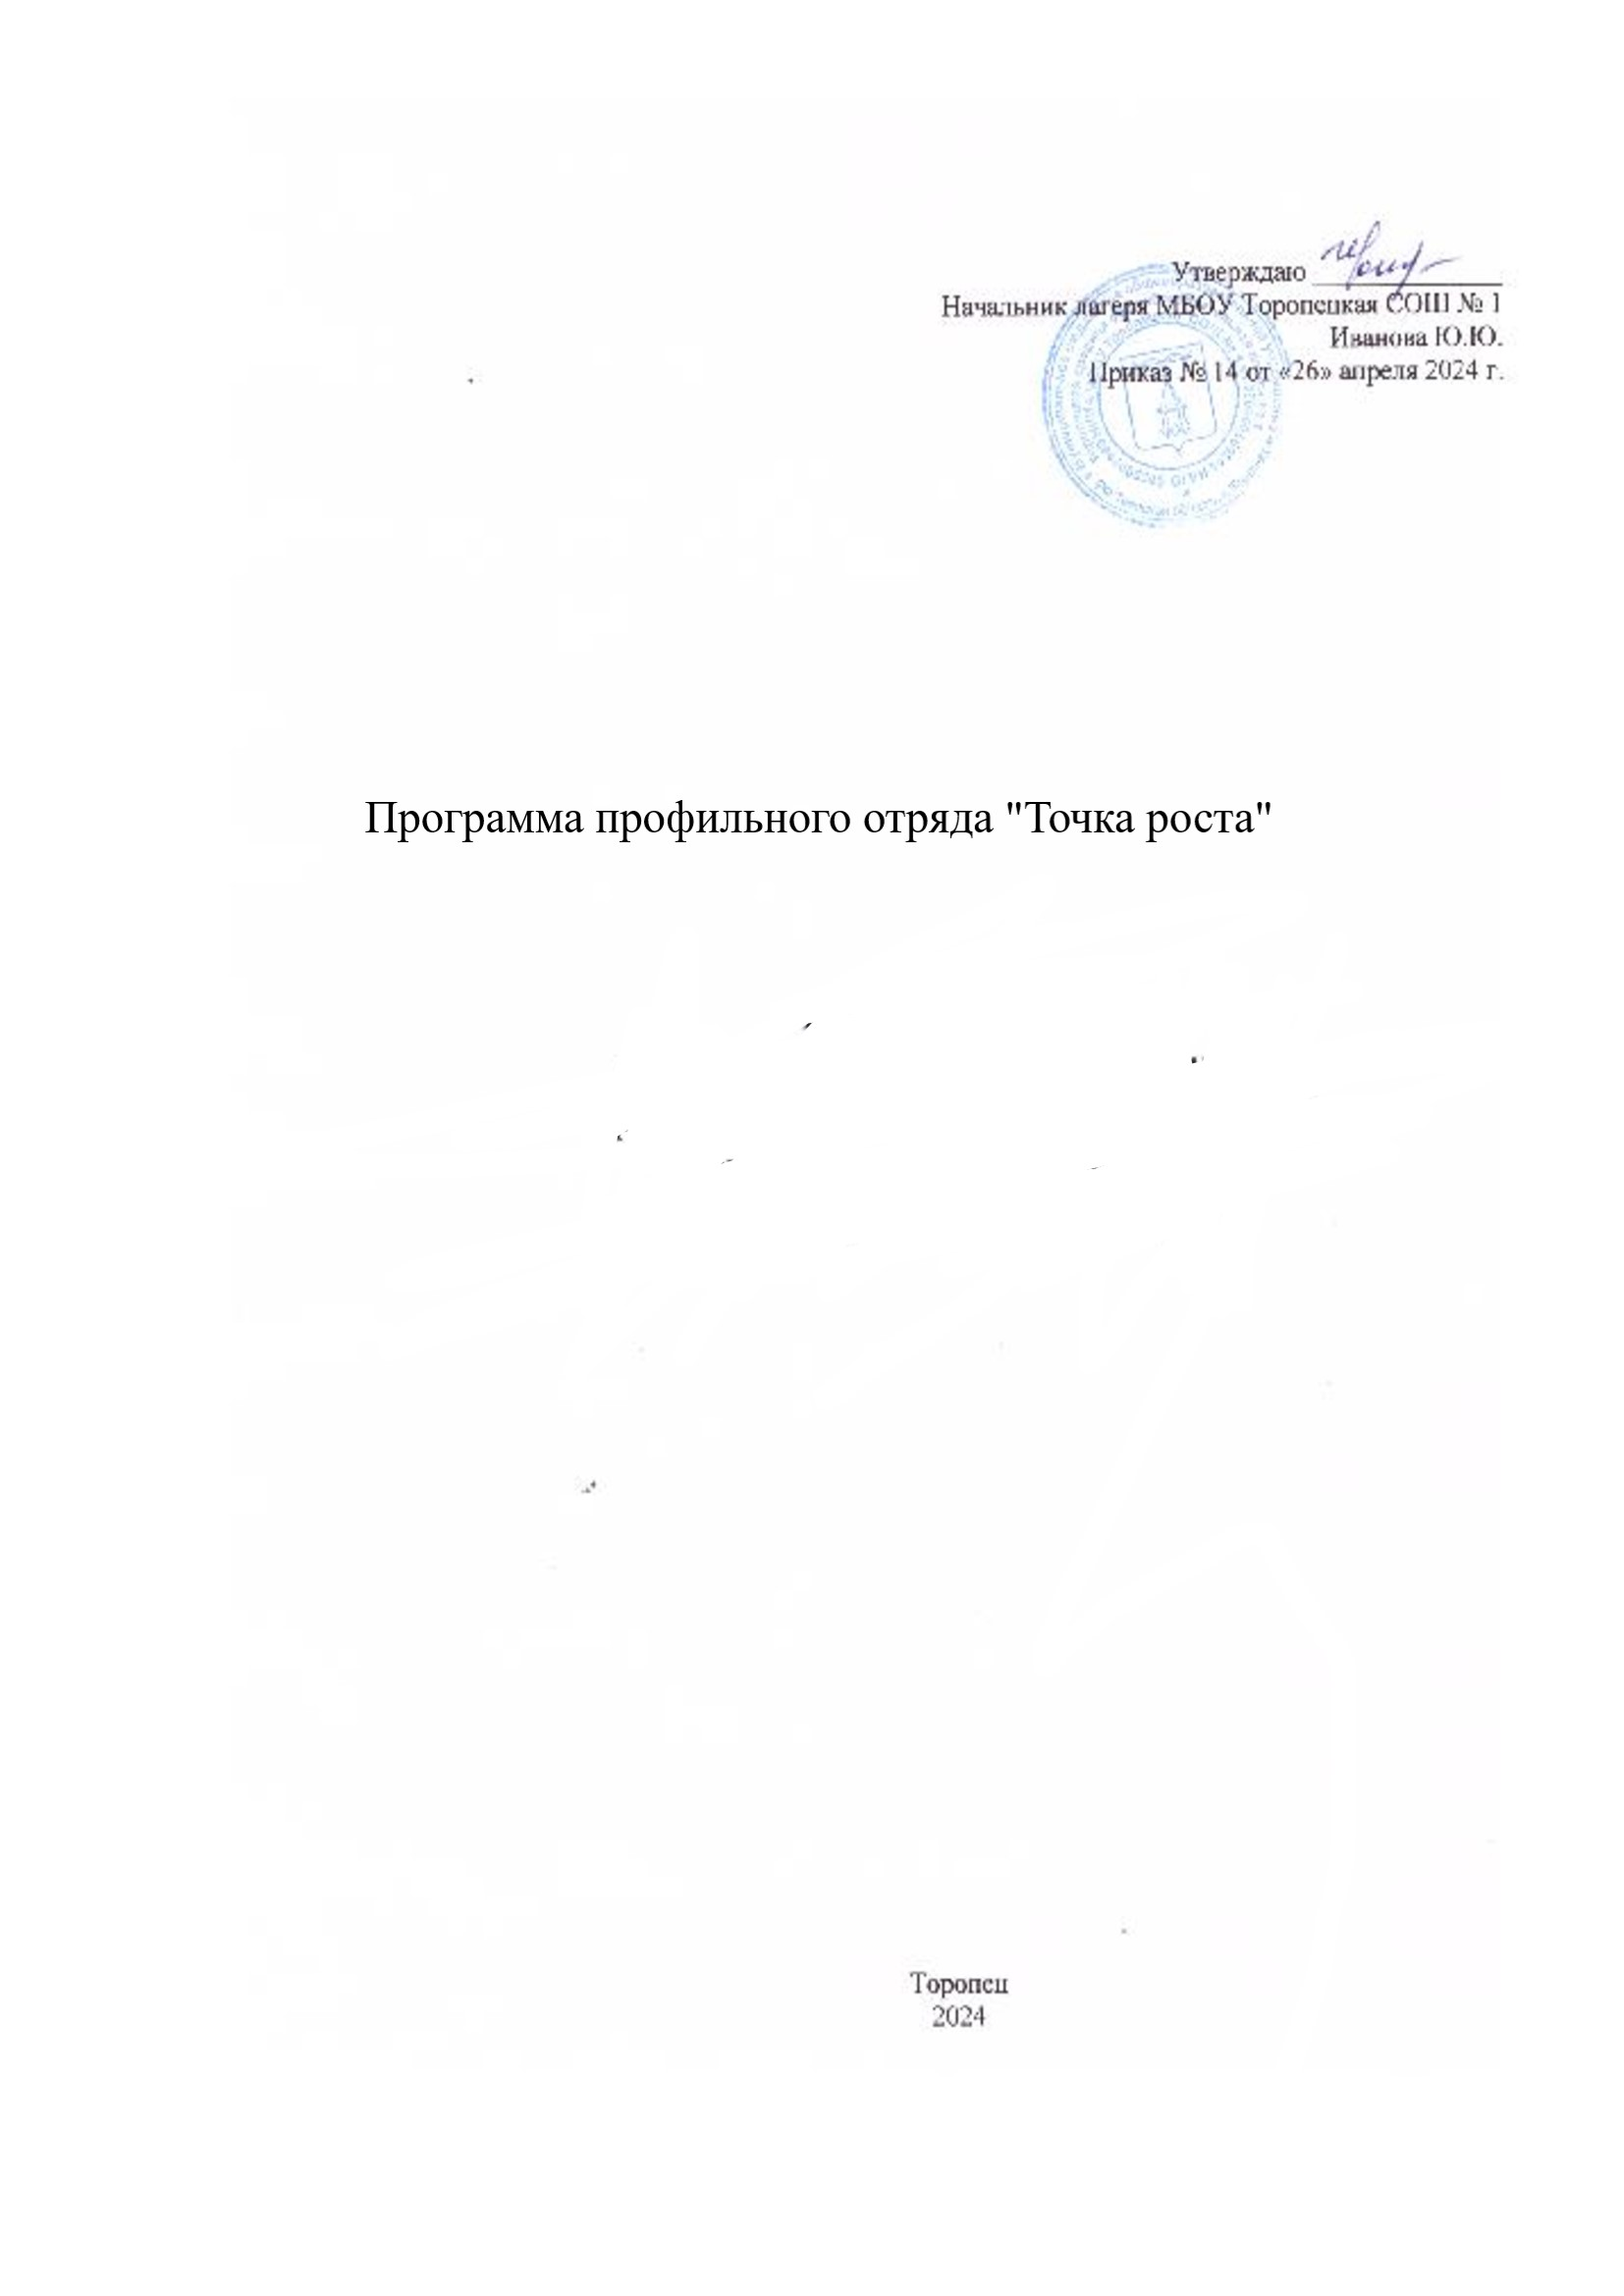 Утверждаю
Начальник лагеря МБОУ Торопецкая СОШ № 1
Иванова Ю.Ю.
Приказ № 14 от «26» апреля 2024 г.
Программа профильного отряда "Точка роста"
Торопец
2024